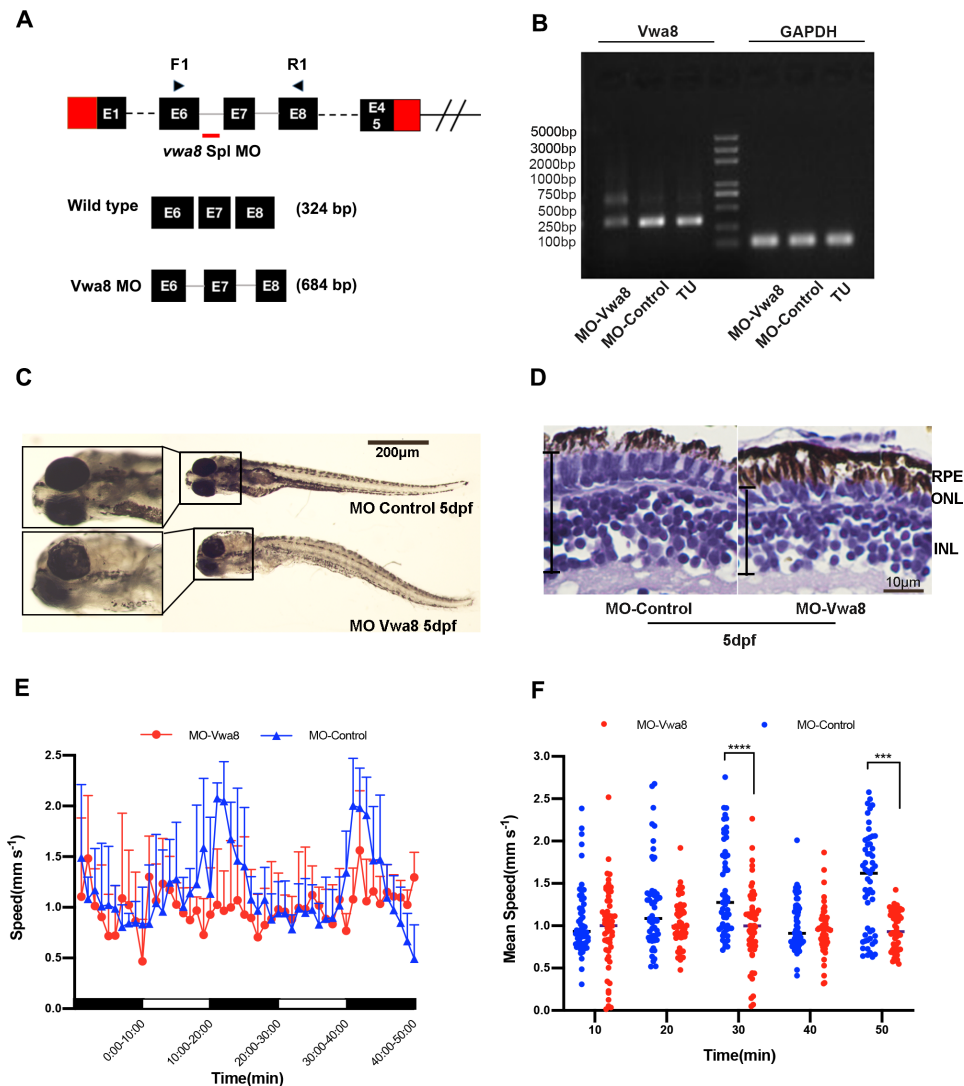 A
F1 R1
E1 E6 E7 E8 E4
5
vwa8 Spl MO
Wild type E6 E7 E8 (324 bp)
Vwa8 MO E6 E7 E8 (684 bp)
B
Vwa8 GAPDH
5000bp
3000bp
2000bp
1000bp
750bp
500bp
250bp
100bp
MO-Vwa8 MO-Control TU MO-Vwa8 MO-Control TU
C
200μm
MO Control 5dpf
MO Vwa8 5dpf
D
RPE
ONL
INL
10μm
MO-Control MO-Vwa8
5dpf
E
MO-Vwa8 MO-Control
Speed(mm s-1)
2.5
2.0
1.5
1.0
0.5
0.0
0:00-10:00 10:00-20:00 20:00-30:00 30:00-40:00 40:00-50:00
Time(min)
F
MO-Vwa8 MO-Control
Mean Speed(mm s-1)
3.0
2.5
2.0
1.5
1.0
0.5
0.0
**** ***
10 20 30 40 50
Time(min)